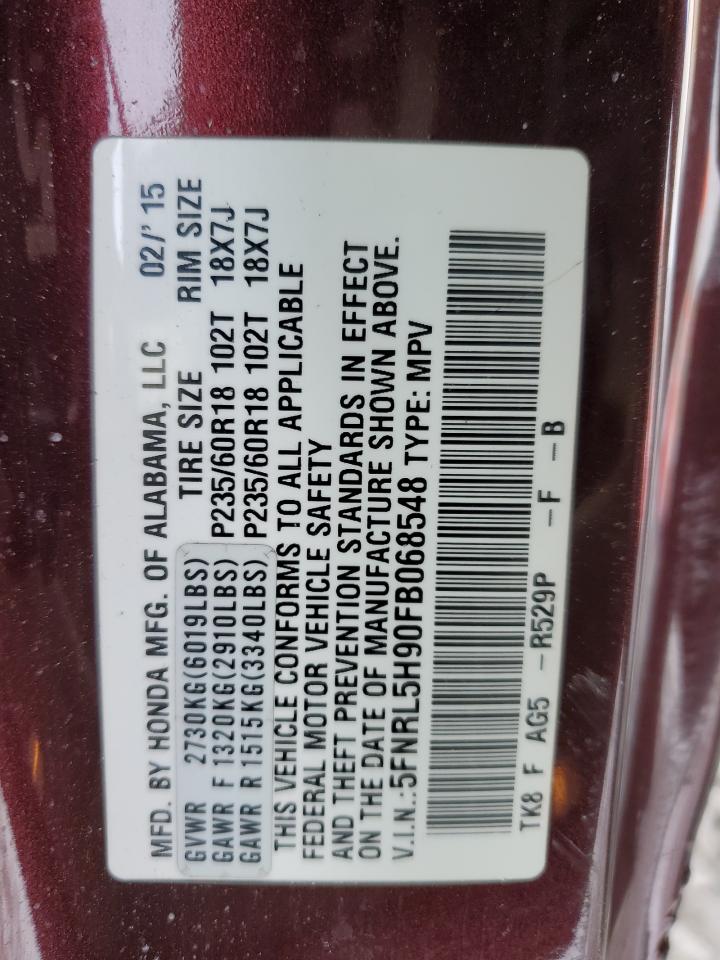 MFD. BY HONDA MFG. OF ALABAMA, LLC 02/' 15
GVWR 2730KG(6019LBS) TIRE SIZE RIM SIZE
GAWR F 1320KG(2910LBS) P235/60R18 102T 18X7J
GAWR R 1515KG(3340LBS) P235/60R18 102T 18X7J
THIS VEHICLE CONFORMS TO ALL APPLICABLE
FEDERAL MOTOR VEHICLE SAFETY
AND THEFT PREVENTION STANDARDS IN EFFECT
ON THE DATE OF MANUFACTURE SHOWN ABOVE.
V.I.N.:5FNRL5H90FB068548 TYPE: MPV
TK8 F AG5 –R529P –F –B